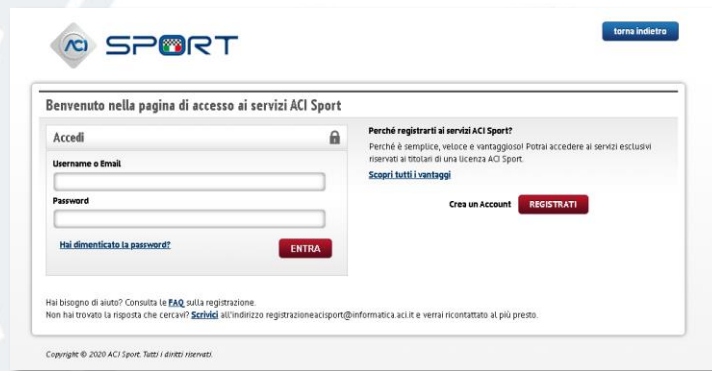 ACI SPORT
torna indietro
Benvenuto nella pagina di accesso ai servizi ACI Sport
Accedi
Username o Email
Password
Hai dimenticato la password?
ENTRA
Perché registrarti ai servizi ACI Sport?
Perché è semplice, veloce e vantaggioso! Potrai accedere ai servizi esclusivi
riservati ai titolari di una licenza ACI Sport.
Scopri tutti i vantaggi
Crea un Account REGISTRATI
Hai bisogno di aiuto? Consulta le FAQ sulla registrazione.
Non hai trovato la risposta che cercavi? Scrivici all'indirizzo registrazioneacisport@informatica.aci.it e verrai ricontattato al più presto.
Copyright © 2020 ACI Sport. Tutti i diritti riservati.